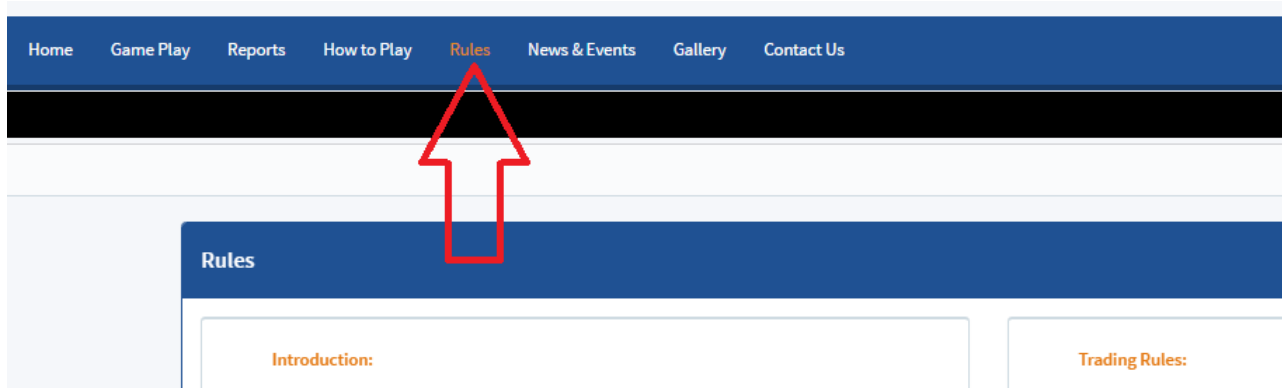 Home Game Play Reports How to Play Rules News & Events Gallery Contact Us
Rules
Introduction: Trading Rules: